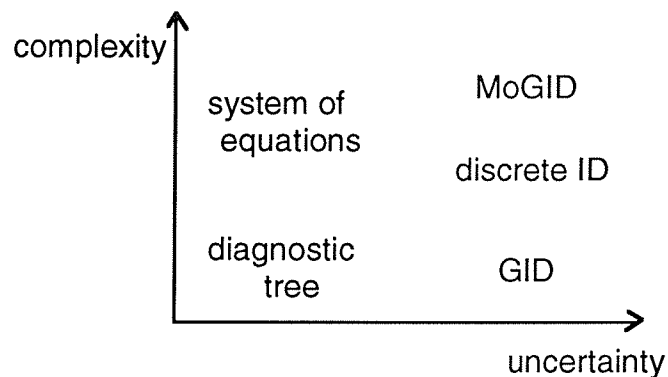 complexity
MoGID
system of
equations
discrete ID
diagnostic
tree
GID
uncertainty